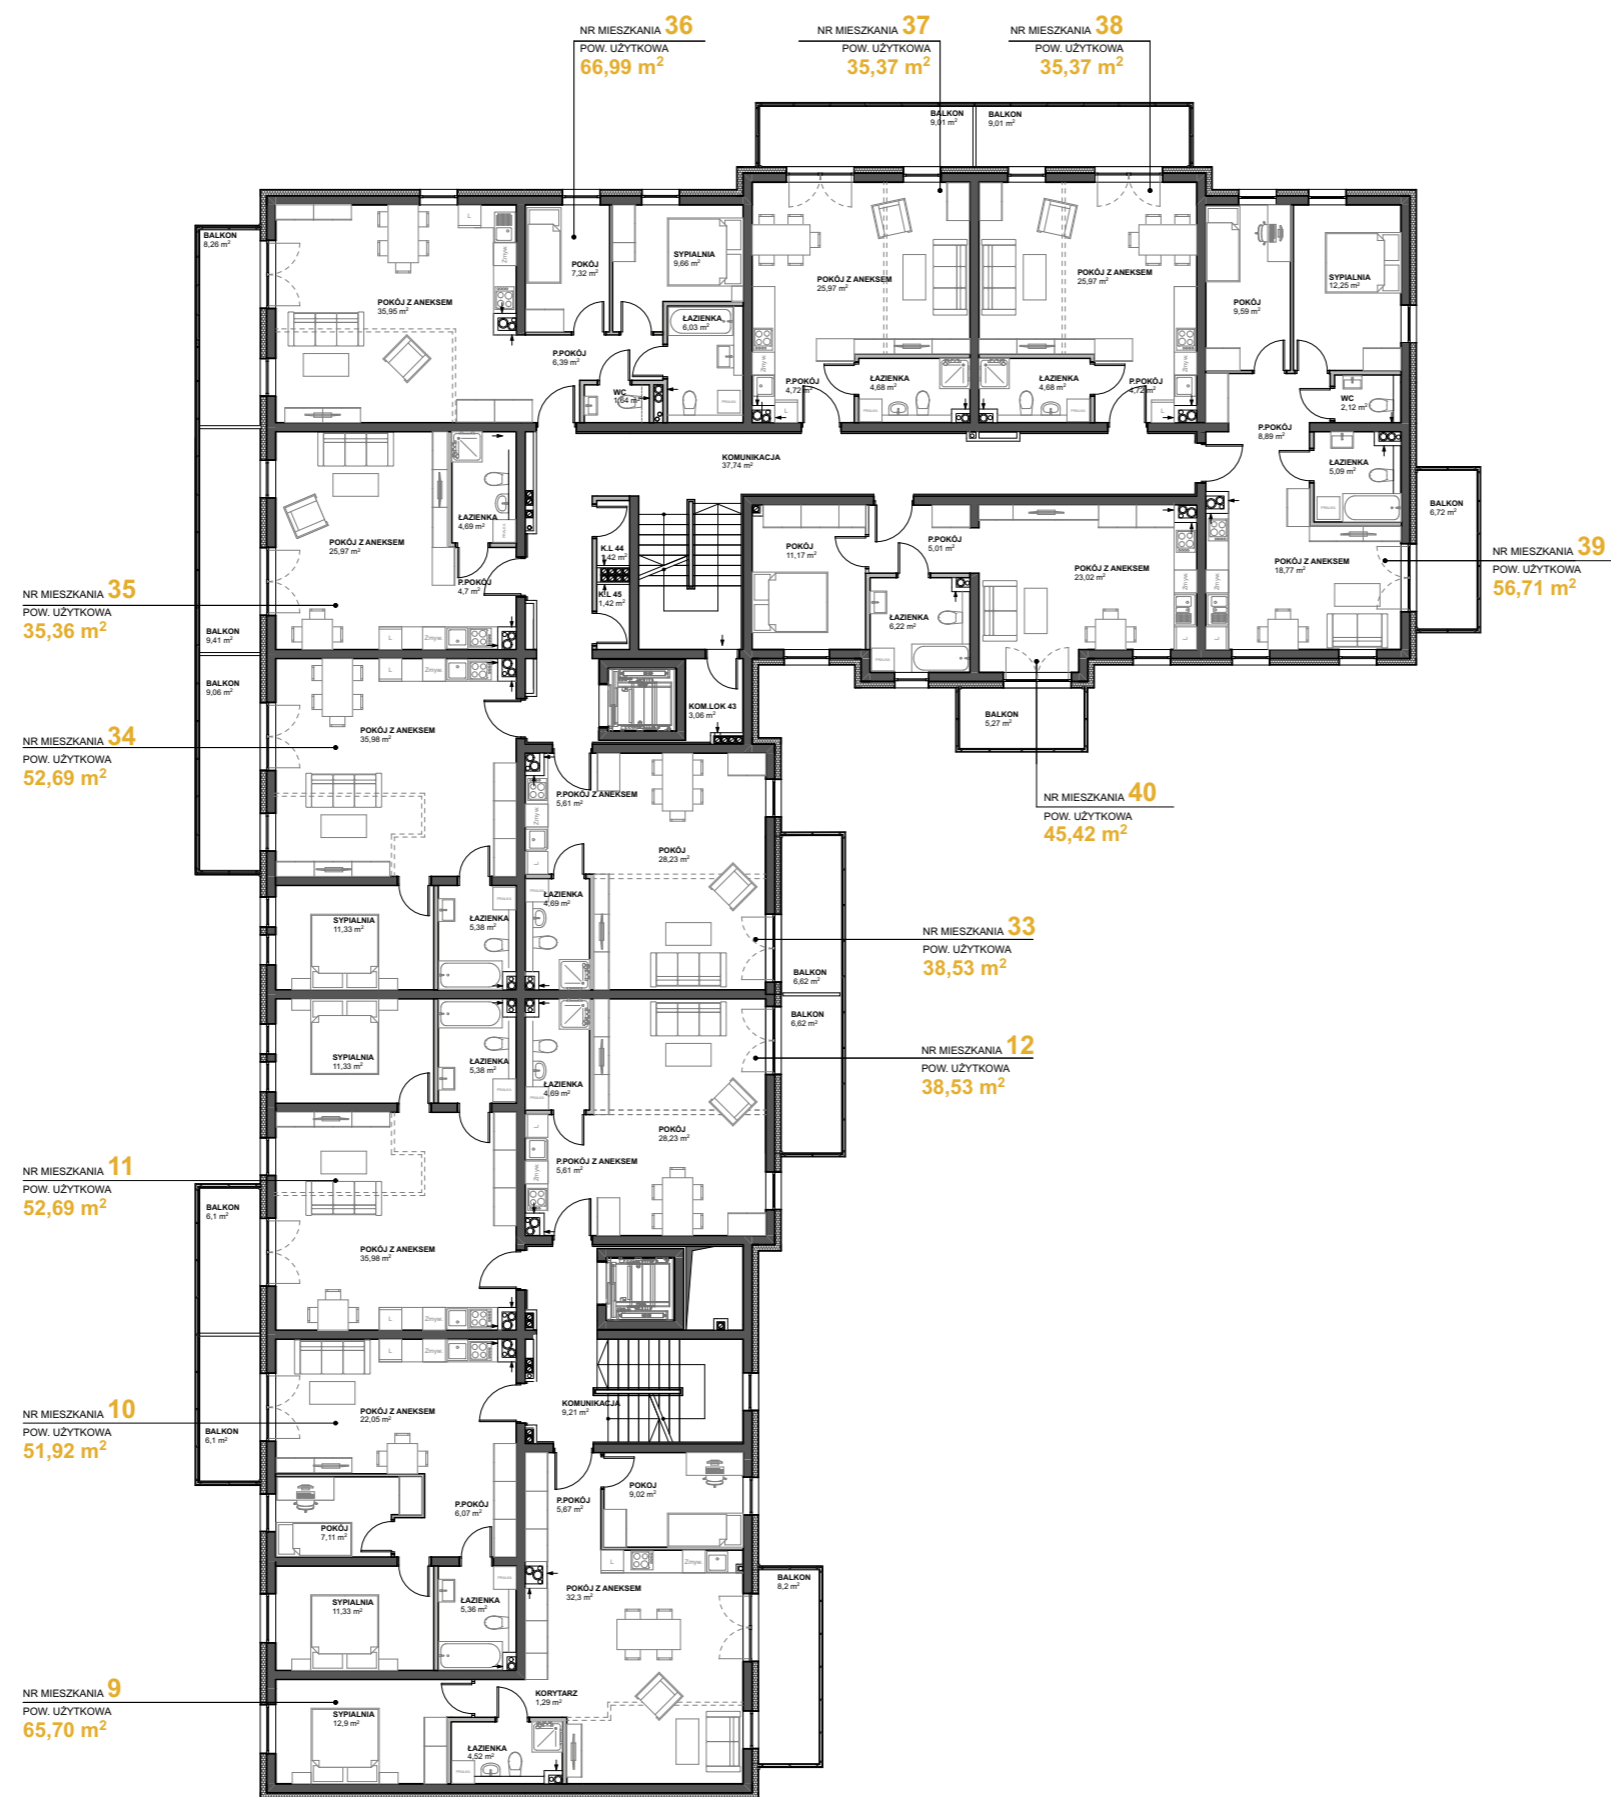 NR MIESZKANIA 36
POW. UŻYTKOWA
66,99 m²
NR MIESZKANIA 37
POW. UŻYTKOWA
35,37 m²
NR MIESZKANIA 38
POW. UŻYTKOWA
35,37 m²
BALKON
9,01 m²
BALKON
9,01 m²
BALKON
8,26 m²
POKÓJ Z ANEKSEM
35,95 m²
L
Zmyw.
POKÓJ
7,32 m²
SYPIALNIA
9,66 m²
ŁAZIENKA
6,03 m²
P.POKÓJ
6,39 m²
WC
1,64 m²
POKÓJ Z ANEKSEM
25,97 m²
Zmyw.
L
P.POKÓJ
4,72 m²
ŁAZIENKA
4,68 m²
POKÓJ Z ANEKSEM
25,97 m²
Zmyw.
L
ŁAZIENKA
4,68 m²
P.POKÓJ
4,72 m²
POKÓJ
9,59 m²
SYPIALNIA
12,25 m²
WC
2,12 m²
P.POKÓJ
8,89 m²
ŁAZIENKA
5,09 m²
BALKON
6,72 m²
POKÓJ Z ANEKSEM
18,77 m²
Zmyw.
L
NR MIESZKANIA 39
POW. UŻYTKOWA
56,71 m²
KOMUNIKACJA
37,74 m²
K.L 44
1,42 m²
K.L 45
1,42 m²
POKÓJ
11,17 m²
P.POKÓJ
5,01 m²
ŁAZIENKA
6,22 m²
POKÓJ Z ANEKSEM
23,02 m²
Zmyw.
L
BALKON
5,27 m²
NR MIESZKANIA 40
POW. UŻYTKOWA
45,42 m²
KOM.LOK 43
3,06 m²
POKÓJ Z ANEKSEM
25,97 m²
ŁAZIENKA
4,69 m²
P.POKÓJ
4,7 m²
L
Zmyw.
NR MIESZKANIA 35
POW. UŻYTKOWA
35,36 m²
BALKON
9,41 m²
BALKON
9,06 m²
L
Zmyw.
POKÓJ Z ANEKSEM
35,98 m²
NR MIESZKANIA 34
POW. UŻYTKOWA
52,69 m²
SYPIALNIA
11,33 m²
ŁAZIENKA
5,38 m²
P.POKÓJ Z ANEKSEM
5,61 m²
Zmyw.
L
POKÓJ
28,23 m²
ŁAZIENKA
4,69 m²
BALKON
6,62 m²
NR MIESZKANIA 33
POW. UŻYTKOWA
38,53 m²
BALKON
6,62 m²
NR MIESZKANIA 12
POW. UŻYTKOWA
38,53 m²
SYPIALNIA
11,33 m²
ŁAZIENKA
5,38 m²
ŁAZIENKA
4,69 m²
POKÓJ
28,23 m²
L
P.POKÓJ Z ANEKSEM
5,61 m²
Zmyw.
NR MIESZKANIA 11
POW. UŻYTKOWA
52,69 m²
BALKON
6,1 m²
POKÓJ Z ANEKSEM
35,98 m²
L
Zmyw.
L
Zmyw.
NR MIESZKANIA 10
POW. UŻYTKOWA
51,92 m²
BALKON
6,1 m²
POKÓJ Z ANEKSEM
22,05 m²
POKÓJ
7,11 m²
P.POKÓJ
6,07 m²
KOMUNIKACJA
9,21 m²
P.POKÓJ
5,67 m²
POKOJ
9,02 m²
L
Zmyw.
POKÓJ Z ANEKSEM
32,3 m²
BALKON
8,2 m²
SYPIALNIA
11,33 m²
ŁAZIENKA
5,36 m²
KORYTARZ
1,29 m²
NR MIESZKANIA 9
POW. UŻYTKOWA
65,70 m²
SYPIALNIA
12,9 m²
ŁAZIENKA
4,52 m²